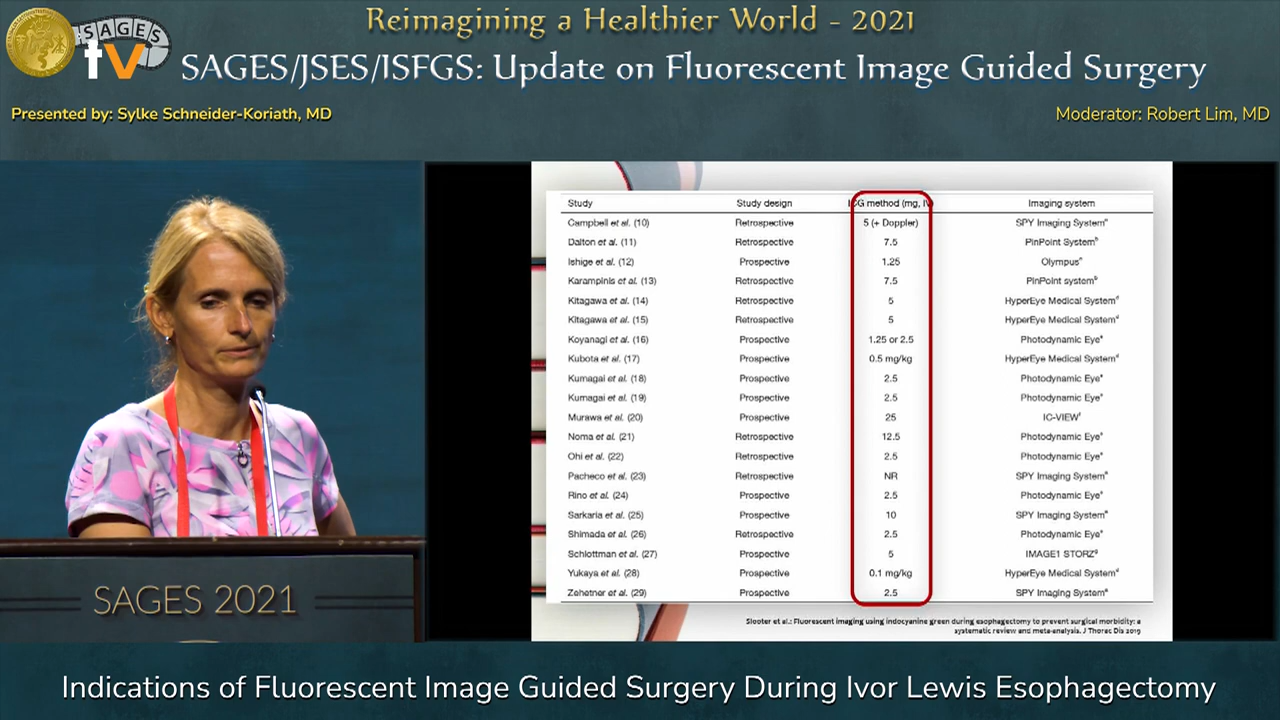 Reimagining a Healthier World - 2021
SAGES
tv
SAGES/JSES/ISFGS: Update on Fluorescent Image Guided Surgery
Presented by: Sylke Schneider-Koriath, MD
Moderator: Robert Lim, MD
Study Study design ICG method (mg, IV) Imaging system
Campbell et al. (10) Retrospective 5 (+ Doppler) SPY Imaging System
Dalton et al. (11) Retrospective 7.5 PinPoint System
Ishige et al. (12) Prospective 1.25 Olympus
Karampinis et al. (13) Retrospective 7.5 PinPoint system
Kitagawa et al. (14) Retrospective 5 HyperEye Medical System
Kitagawa et al. (15) Retrospective 5 HyperEye Medical System
Koyanagi et al. (16) Prospective 1.25 or 2.5 Photodynamic Eye
Kubota et al. (17) Prospective 0.5 mg/kg HyperEye Medical System
Kumagai et al. (18) Prospective 2.5 Photodynamic Eye
Kumagai et al. (19) Prospective 2.5 Photodynamic Eye
Murawa et al. (20) Prospective 25 IC-VIEW
Noma et al. (21) Retrospective 12.5 Photodynamic Eye
Ohi et al. (22) Retrospective 2.5 Photodynamic Eye
Pacheco et al. (23) Retrospective NR SPY Imaging System
Rino et al. (24) Prospective 2.5 Photodynamic Eye
Sarkaria et al. (25) Prospective 10 SPY Imaging System
Shimada et al. (26) Retrospective 2.5 Photodynamic Eye
Schlottman et al. (27) Prospective 5 IMAGE1 STORZ
Yukaya et al. (28) Prospective 0.1 mg/kg HyperEye Medical System
Zehetner et al. (29) Prospective 2.5 SPY Imaging System
Slooter et al.: Fluorescent imaging using indocyanine green during esophagectomy to prevent surgical morbidity: a
systematic review and meta-analysis. J Thorac Dis 2019
SAGES 2021
Indications of Fluorescent Image Guided Surgery During Ivor Lewis Esophagectomy